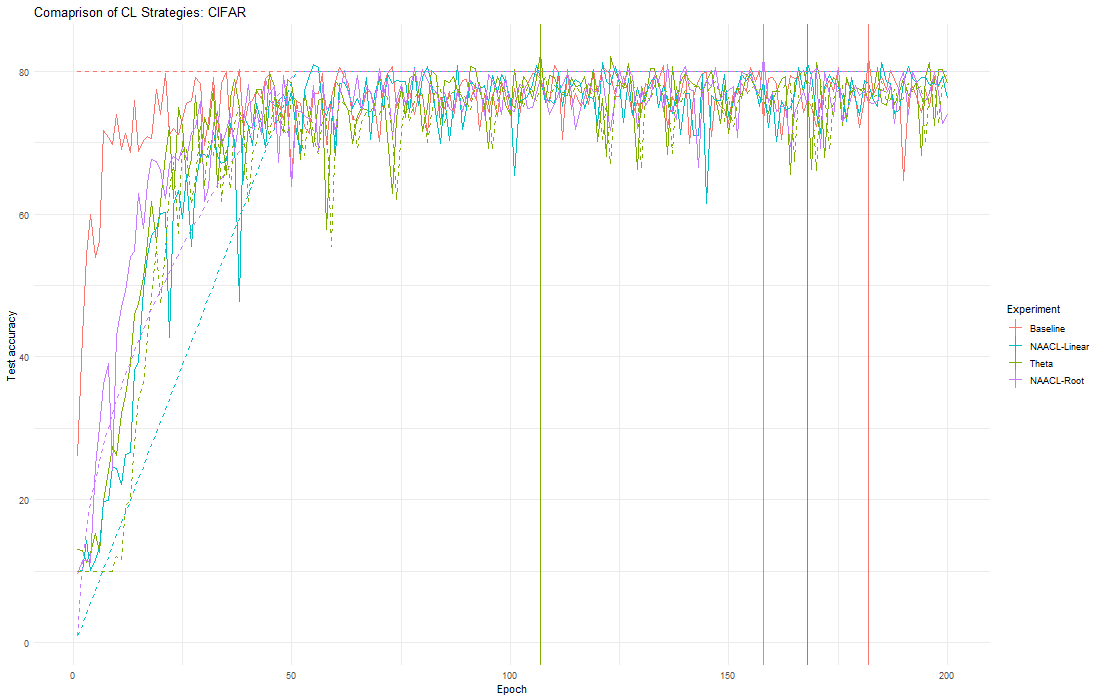 Comaprison of CL Strategies: CIFAR
80
60
40
20
0
Test accuracy
0 50 100 150 200
Epoch
Experiment
Baseline
NAACL-Linear
Theta
NAACL-Root